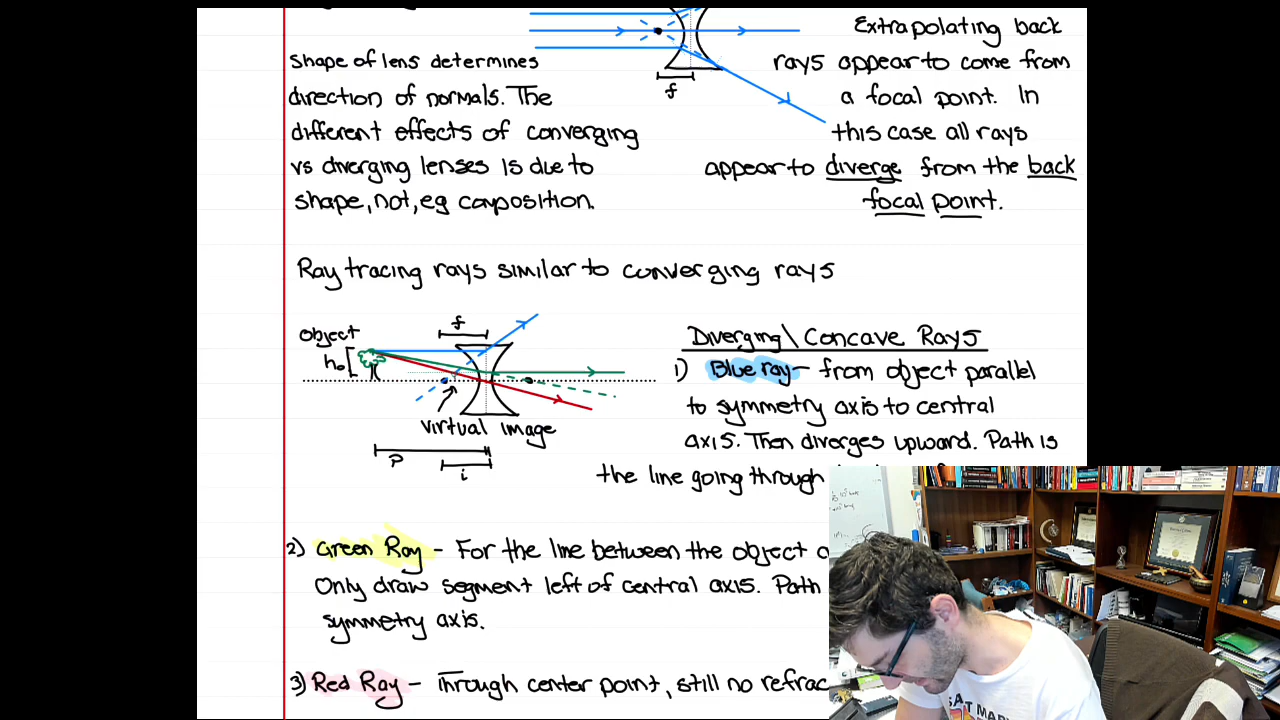 Extrapolating back
shape of lens determines
rays appear to come from
f
direction of normals. The
a focal point. In
different effects of converging
this case all rays
vs diverging lenses is due to
appear to diverge from the back
shape, not, eg composition.
focal point.
Ray tracing rays similar to converging rays
f
Object
h₀
Diverging\Concave Rays
1) Blue ray - from object parallel
to symmetry axis to central
virtual image
axis. Then diverges upward. Path is
p
i
the line going through
2) Green Ray - For the line between the object
Only draw segment left of central axis. Path
symmetry axis.
3) Red Ray - Through center point, still no refrac